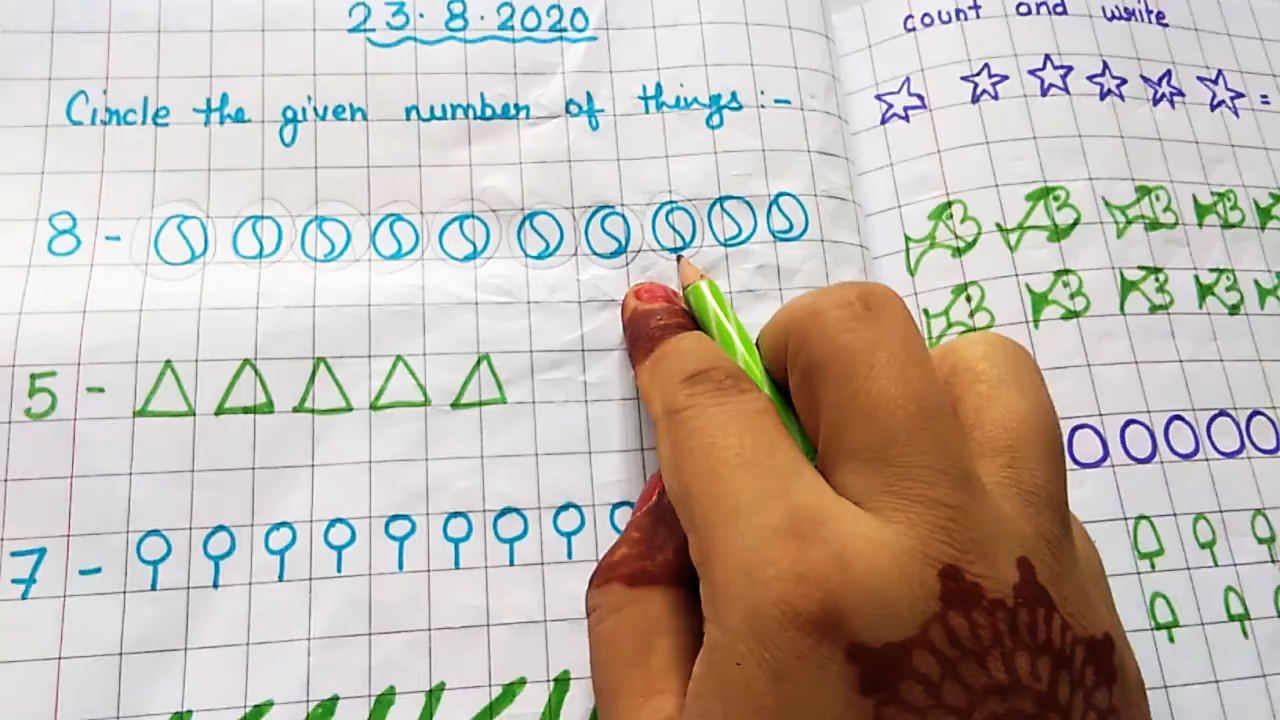 23.8.2020
Circle the given number of things:-
8 -
5 -
7 -
count and write
=